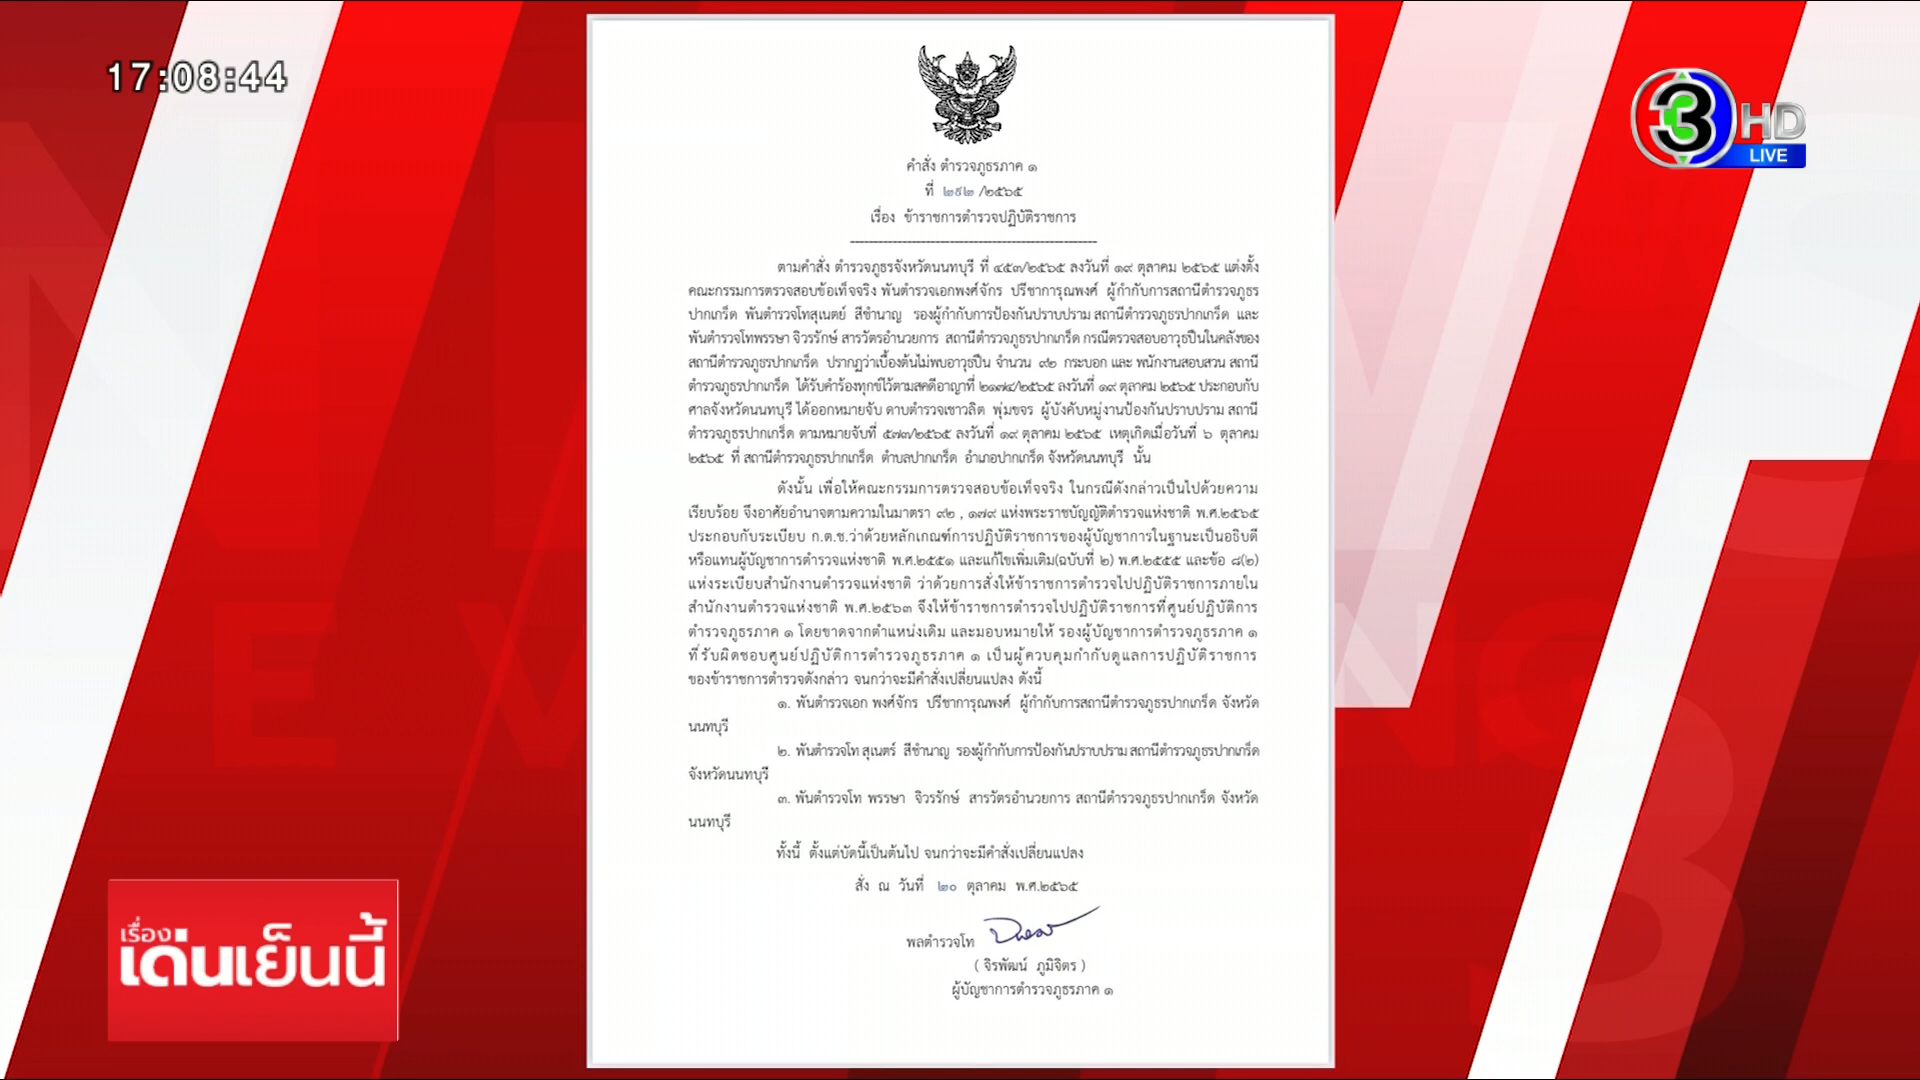 17:08:44
3 HD
LIVE
คำสั่ง ตำรวจภูธรภาค ๑
ที่ ๒๙๒ /๒๕๖๕
เรื่อง ข้าราชการตำรวจปฏิบัติราชการ
ตามคำสั่ง ตำรวจภูธรจังหวัดนนทบุรี ที่ ๔๕๓/๒๕๖๕ ลงวันที่ ๑๙ ตุลาคม ๒๕๖๕ แต่งตั้ง
คณะกรรมการตรวจสอบข้อเท็จจริง พันตำรวจเอกพงศ์จักร ปรีชาการุณพงศ์ ผู้กำกับการสถานีตำรวจภูธร
ปากเกร็ด พันตำรวจโทสุเนตย์ สีชำนาญ รองผู้กำกับการป้องกันปราบปราม สถานีตำรวจภูธรปากเกร็ด และ
พันตำรวจโทพรรษา จิวรรักษ์ สารวัตรอำนวยการ สถานีตำรวจภูธรปากเกร็ด กรณีตรวจสอบอาวุธปืนในคลังของ
สถานีตำรวจภูธรปากเกร็ด ปรากฏว่าเบื้องต้นไม่พบอาวุธปืน จำนวน ๙๒ กระบอก และ พนักงานสอบสวน สถานี
ตำรวจภูธรปากเกร็ด ได้รับคำร้องทุกข์ไว้ตามสคดีอาญาที่ ๒๑๗๔/๒๕๖๕ ลงวันที่ ๑๙ ตุลาคม ๒๕๖๕ ประกอบกับ
ศาลจังหวัดนนทบุรี ได้ออกหมายจับ ดาบตำรวจเชาวลิต พุ่มขจร ผู้บังคับหมู่งานป้องกันปราบปราม สถานี
ตำรวจภูธรปากเกร็ด ตามหมายจับที่ ๕๗๓/๒๕๖๕ ลงวันที่ ๑๙ ตุลาคม ๒๕๖๕ เหตุเกิดเมื่อวันที่ ๖ ตุลาคม
๒๕๖๕ ที่ สถานีตำรวจภูธรปากเกร็ด ตำบลปากเกร็ด อำเภอปากเกร็ด จังหวัดนนทบุรี นั้น
ดังนั้น เพื่อให้คณะกรรมการตรวจสอบข้อเท็จจริง ในกรณีดังกล่าวเป็นไปด้วยความ
เรียบร้อย จึงอาศัยอำนาจตามความในมาตรา ๙๒ , ๑๗๙ แห่งพระราชบัญญัติตำรวจแห่งชาติ พ.ศ.๒๕๖๕
ประกอบกับระเบียบ ก.ต.ช.ว่าด้วยหลักเกณฑ์การปฏิบัติราชการของผู้บัญชาการในฐานะเป็นอธิบดี
หรือแทนผู้บัญชาการตำรวจแห่งชาติ พ.ศ.๒๕๕๑ และแก้ไขเพิ่มเติม(ฉบับที่ ๒) พ.ศ.๒๕๕๕ และข้อ ๘(๒)
แห่งระเบียบสำนักงานตำรวจแห่งชาติ ว่าด้วยการสั่งให้ข้าราชการตำรวจไปปฏิบัติราชการภายใน
สำนักงานตำรวจแห่งชาติ พ.ศ.๒๕๖๓ จึงให้ข้าราชการตำรวจไปปฏิบัติราชการที่ศูนย์ปฏิบัติการ
ตำรวจภูธรภาค ๑ โดยขาดจากตำแหน่งเดิม และมอบหมายให้ รองผู้บัญชาการตำรวจภูธรภาค ๑
ที่รับผิดชอบศูนย์ปฏิบัติการตำรวจภูธรภาค ๑ เป็นผู้ควบคุมกำกับดูแลการปฏิบัติราชการ
ของข้าราชการตำรวจดังกล่าว จนกว่าจะมีคำสั่งเปลี่ยนแปลง ดังนี้
๑. พันตำรวจเอก พงศ์จักร ปรีชาการุณพงศ์ ผู้กำกับการสถานีตำรวจภูธรปากเกร็ด จังหวัด
นนทบุรี
๒. พันตำรวจโท สุเนตร์ สีชำนาญ รองผู้กำกับการป้องกันปราบปราม สถานีตำรวจภูธรปากเกร็ด
จังหวัดนนทบุรี
๓. พันตำรวจโท พรรษา จิวรรักษ์ สารวัตรอำนวยการ สถานีตำรวจภูธรปากเกร็ด จังหวัด
นนทบุรี
ทั้งนี้ ตั้งแต่บัดนี้เป็นต้นไป จนกว่าจะมีคำสั่งเปลี่ยนแปลง
สั่ง ณ วันที่ ๒๐ ตุลาคม พ.ศ.๒๕๖๕
พลตำรวจโท
( จิรพัฒน์ ภูมิจิตร )
ผู้บัญชาการตำรวจภูธรภาค ๑
เรื่อง
เด่นเย็นนี้